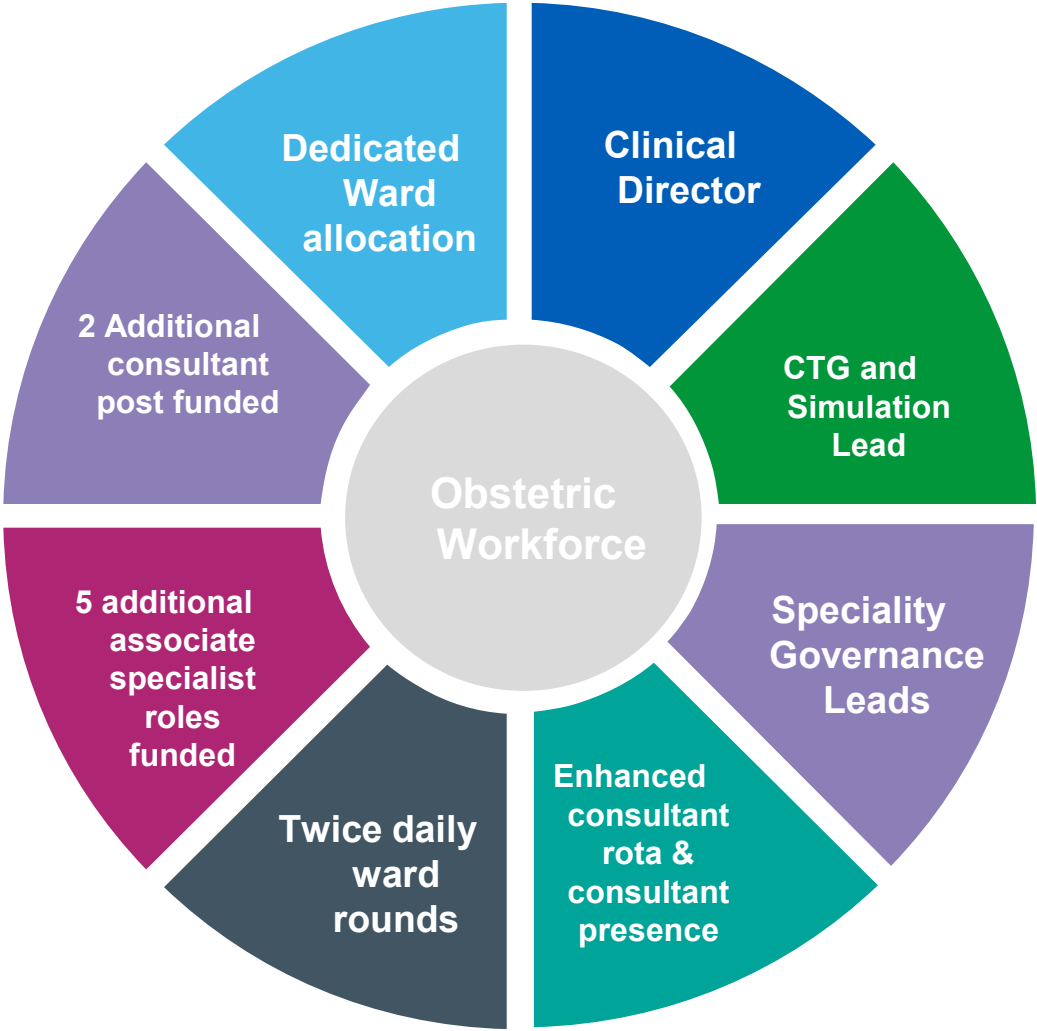 Dedicated
Ward
allocation
Clinical
Director
CTG and
Simulation
Lead
Speciality
Governance
Leads
Enhanced
consultant
rota &
consultant
presence
Twice daily
ward
rounds
5 additional
associate
specialist
roles
funded
2 Additional
consultant
post funded
Obstetric
Workforce